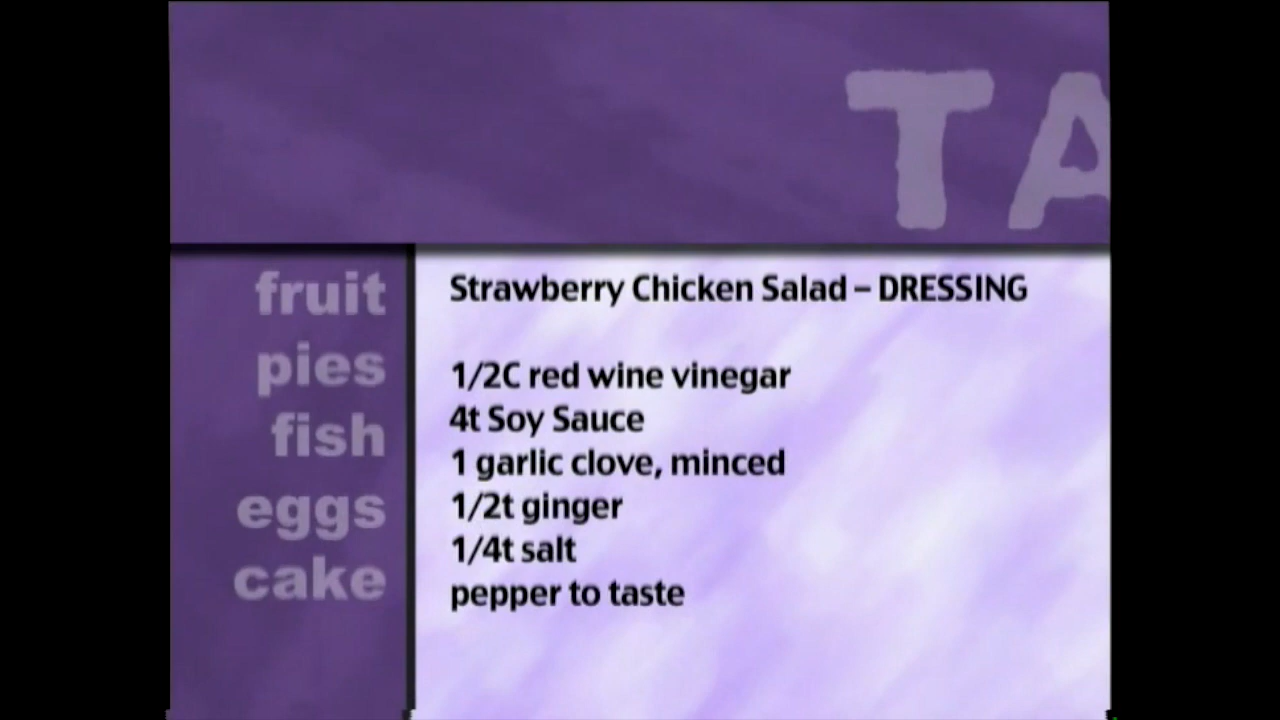 TA
fruit
pies
fish
eggs
cake
Strawberry Chicken Salad – DRESSING
1/2C red wine vinegar
4t Soy Sauce
1 garlic clove, minced
1/2t ginger
1/4t salt
pepper to taste